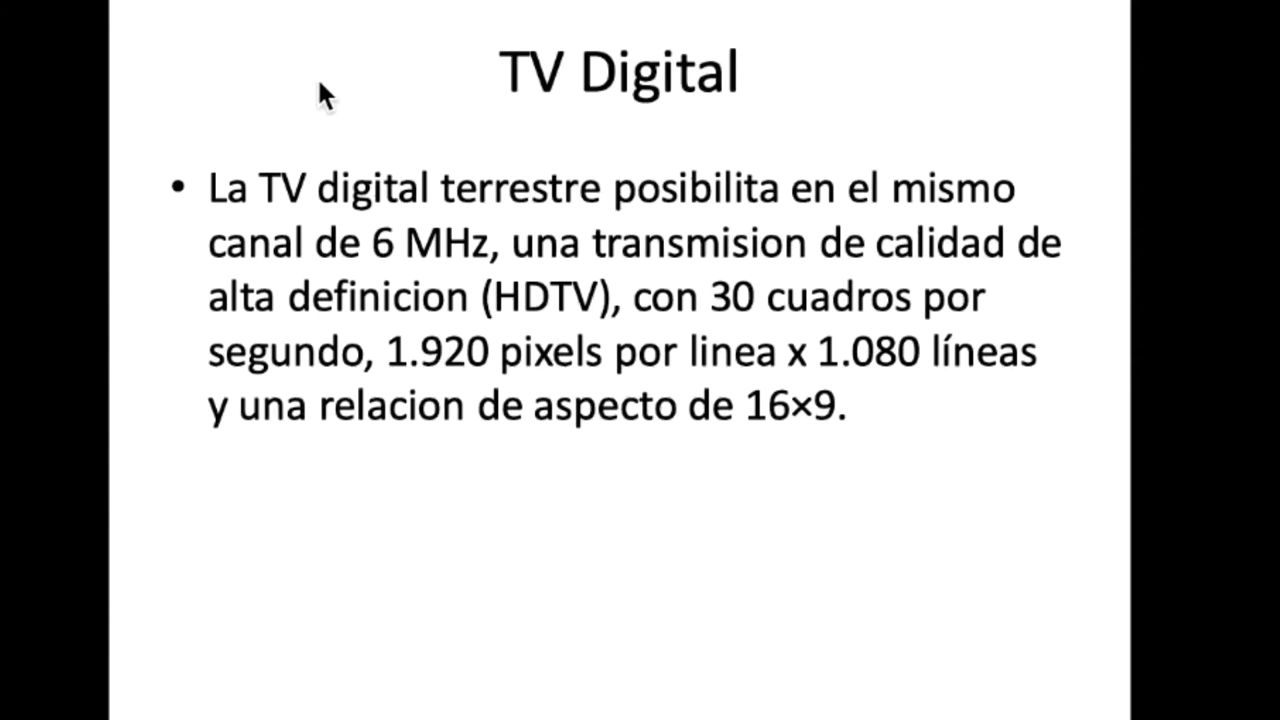 TV Digital
• La TV digital terrestre posibilita en el mismo
canal de 6 MHz, una transmision de calidad de
alta definicion (HDTV), con 30 cuadros por
segundo, 1.920 pixels por linea x 1.080 líneas
y una relacion de aspecto de 16×9.